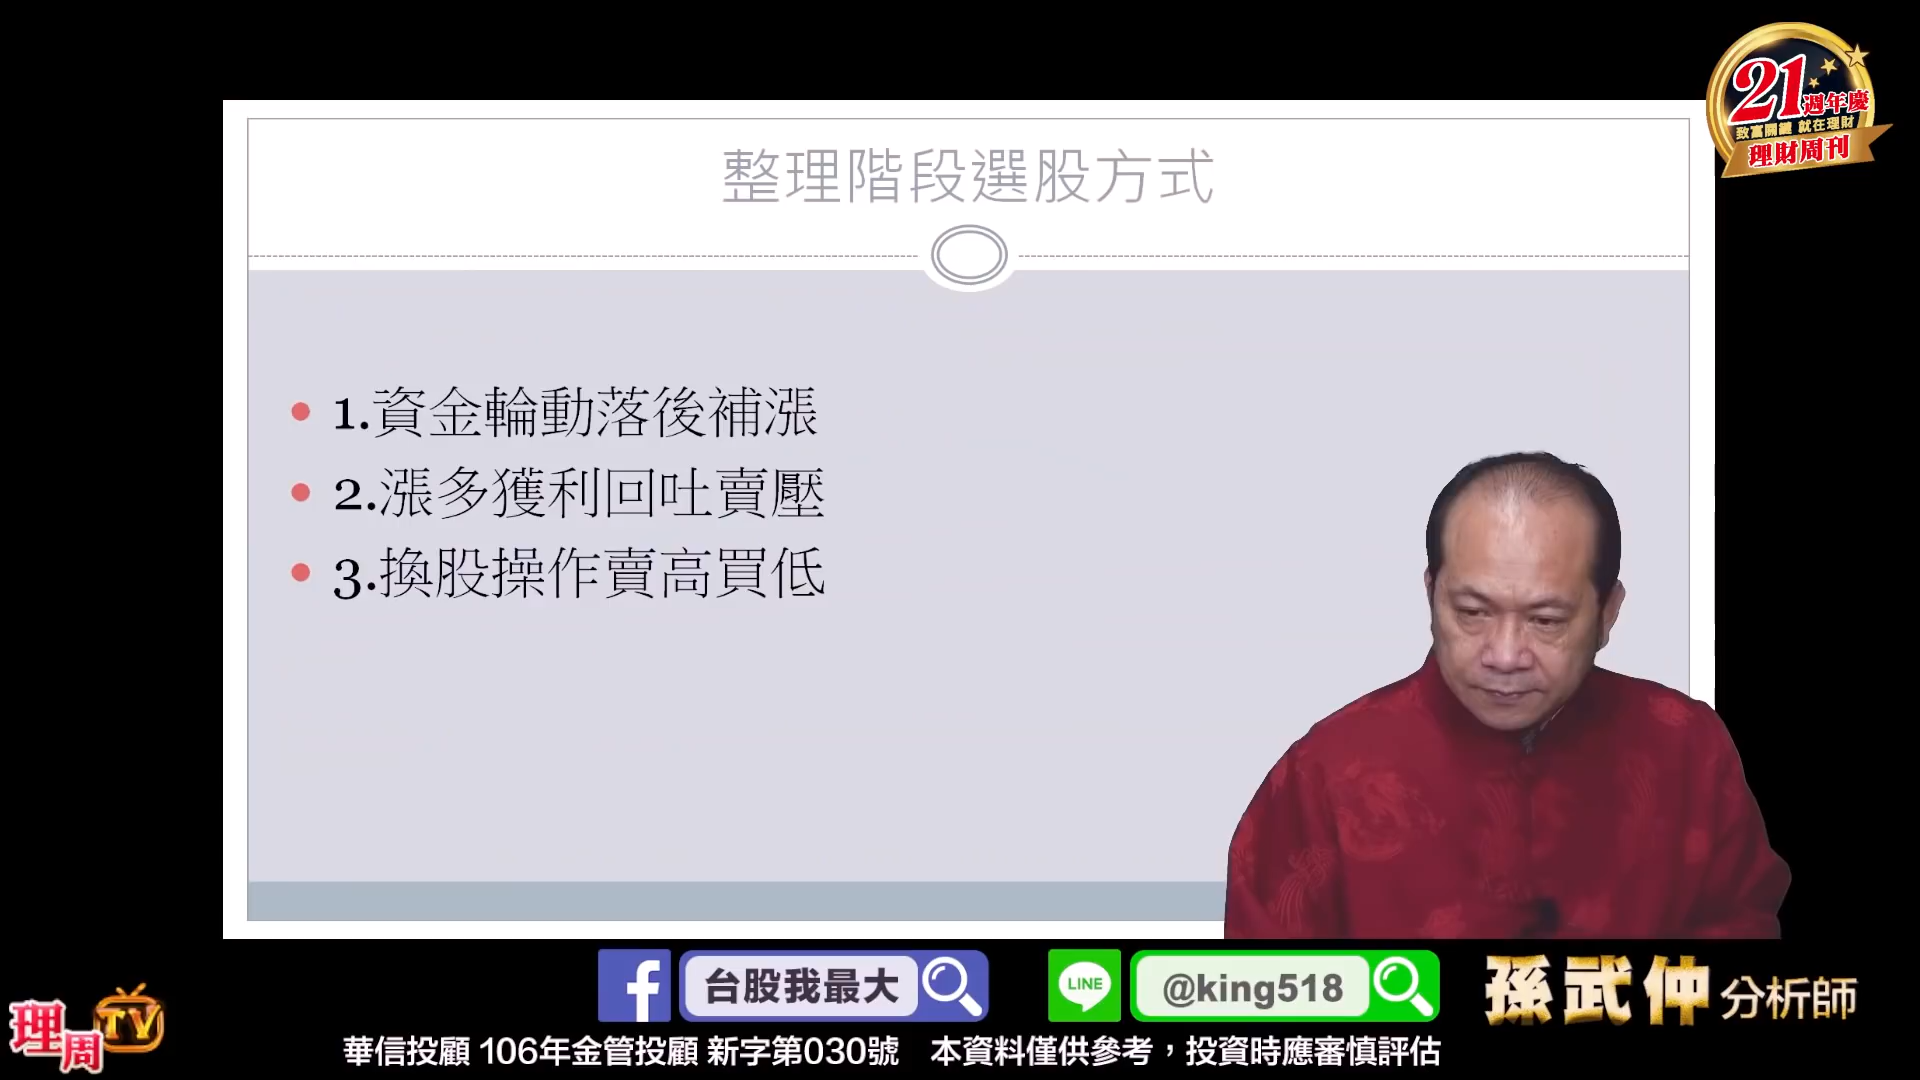 21週年慶
致富關鍵 就在理財
理財周刊
整理階段選股方式
1.資金輪動落後補漲
2.漲多獲利回吐賣壓
3.換股操作賣高買低
台股我最大
LINE
@king518
孫武仲 分析師
理周TV
華信投顧 106年金管投顧 新字第030號 本資料僅供參考，投資時應審慎評估